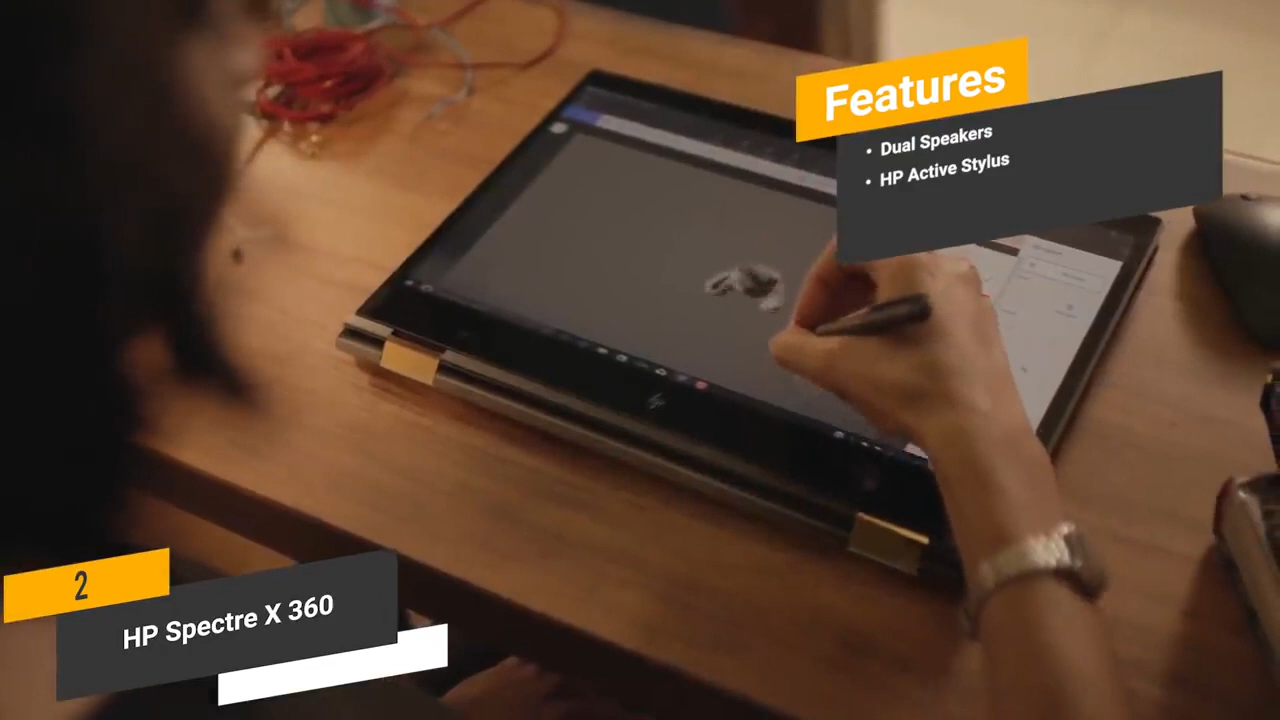 Features
• Dual Speakers
• HP Active Stylus
2
HP Spectre X 360